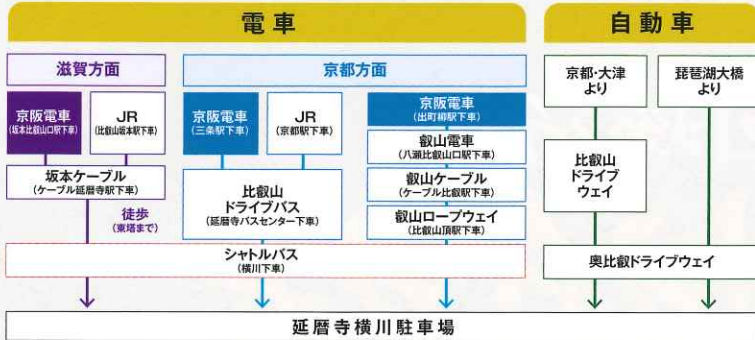 電車
自動車
滋賀方面
京都方面
京都・大津
より
琵琶湖大橋
より
京阪電車
(坂本比叡山口駅下車)
JR
(比叡山坂本駅下車)
京阪電車
(三条駅下車)
JR
(京都駅下車)
京阪電車
(出町柳駅下車)
叡山電車
(八瀬比叡山口駅下車)
比叡山
ドライブ
ウェイ
坂本ケーブル
(ケーブル延暦寺駅下車)
比叡山
ドライブバス
(延暦寺バスセンター下車)
叡山ケーブル
(ケーブル比叡駅下車)
徒歩
(東塔まで)
叡山ロープウェイ
(比叡山頂駅下車)
シャトルバス
(横川下車)
奥比叡ドライブウェイ
延暦寺横川駐車場